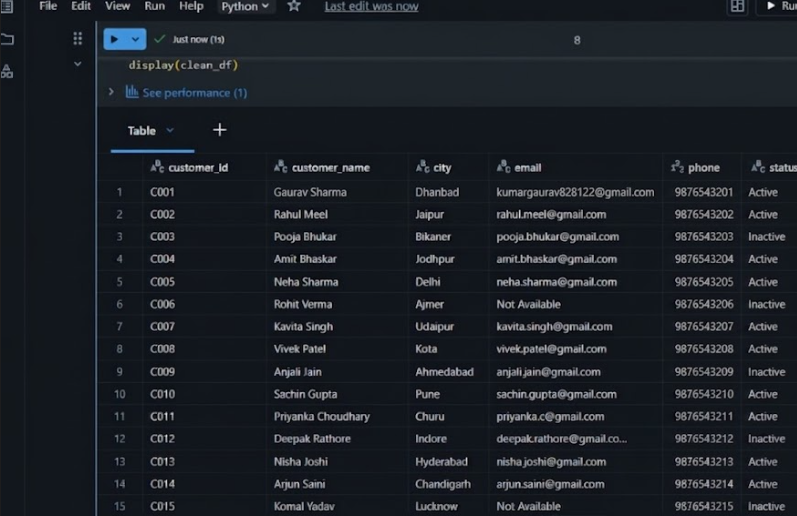 File Edit View Run Help Python Last edit was now
Just now (1s) 8
display(clean_df)
See performance (1)
Table +
customer_id customer_name city email phone status
1 C001 Gaurav Sharma Dhanbad kumargaurav828122@gmail.com 9876543201 Active
2 C002 Rahul Meel Jaipur rahul.meel@gmail.com 9876543202 Active
3 C003 Pooja Bhukar Bikaner pooja.bhukar@gmail.com 9876543203 Inactive
4 C004 Amit Bhaskar Jodhpur amit.bhaskar@gmail.com 9876543204 Active
5 C005 Neha Sharma Delhi neha.sharma@gmail.com 9876543205 Active
6 C006 Rohit Verma Ajmer Not Available 9876543206 Inactive
7 C007 Kavita Singh Udaipur kavita.singh@gmail.com 9876543207 Active
8 C008 Vivek Patel Kota vivek.patel@gmail.com 9876543208 Active
9 C009 Anjali Jain Ahmedabad anjali.jain@gmail.com 9876543209 Inactive
10 C010 Sachin Gupta Pune sachin.gupta@gmail.com 9876543210 Active
11 C011 Priyanka Choudhary Churu priyanka.c@gmail.com 9876543211 Active
12 C012 Deepak Rathore Indore deepak.rathore@gmail.co... 9876543212 Inactive
13 C013 Nisha Joshi Hyderabad nisha.joshi@gmail.com 9876543213 Active
14 C014 Arjun Saini Chandigarh arjun.saini@gmail.com 9876543214 Active
15 C015 Komal Yadav Lucknow Not Available 9876543215 Inactive